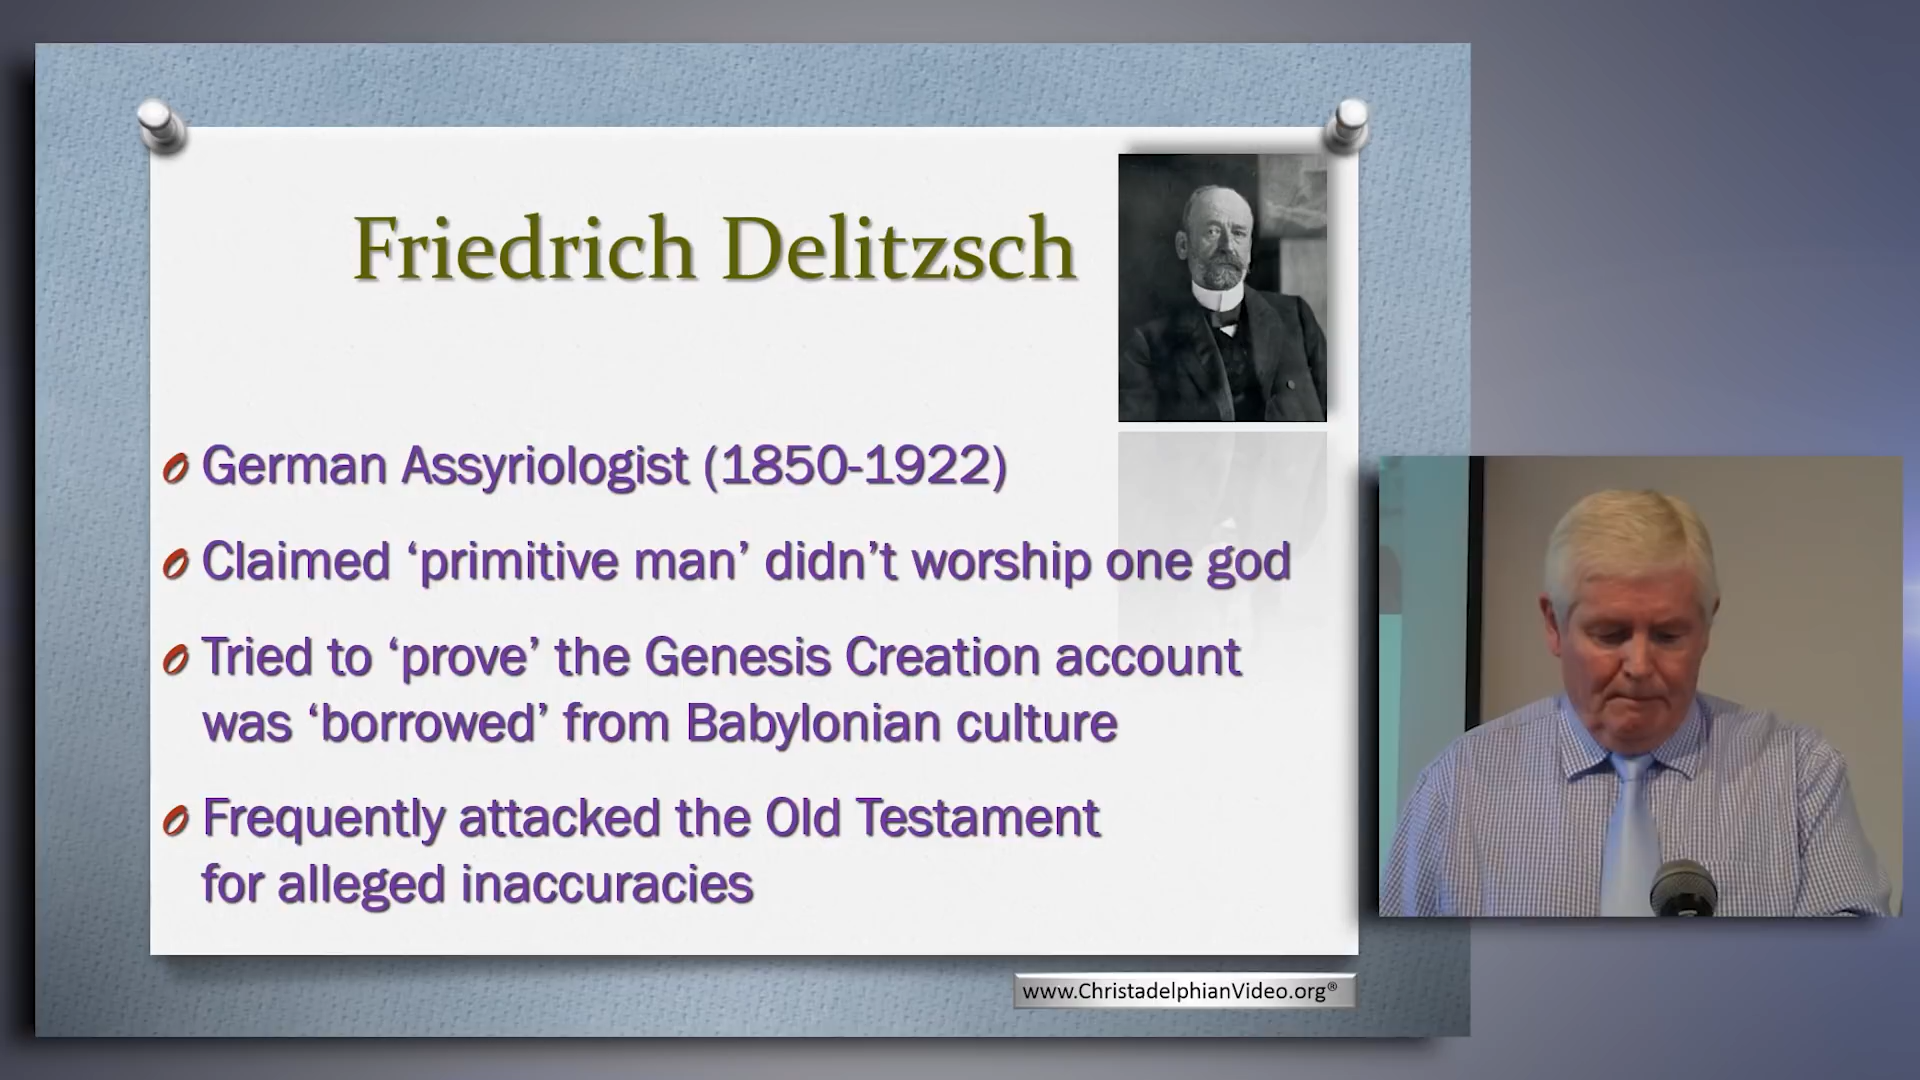 Friedrich Delitzsch
German Assyriologist (1850-1922)
Claimed ‘primitive man’ didn’t worship one god
Tried to ‘prove’ the Genesis Creation account
was ‘borrowed’ from Babylonian culture
Frequently attacked the Old Testament
for alleged inaccuracies
www.ChristadelphianVideo.org®